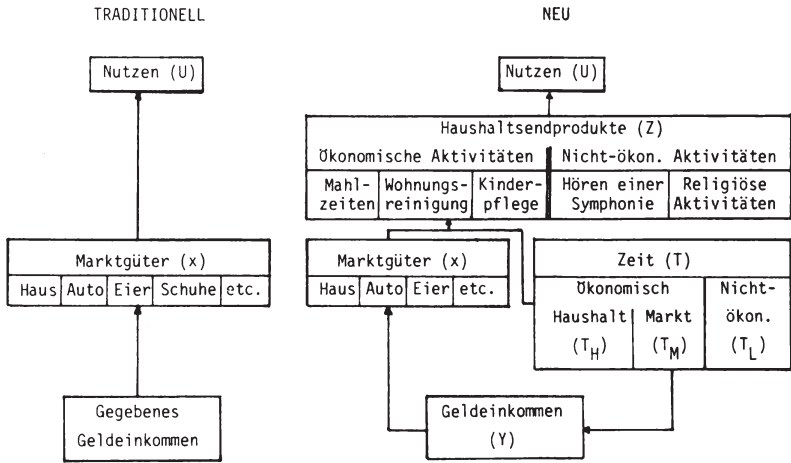 TRADITIONELL
Nutzen (U)
Marktgüter (x)
Haus Auto Eier Schuhe etc.
Gegebenes
Geldeinkommen
NEU
Nutzen (U)
Haushaltsendprodukte (Z)
Ökonomische Aktivitäten Nicht-ökon. Aktivitäten
Mahl- Wohnungs- Kinder- Hören einer Religiöse
zeiten reinigung pflege Symphonie Aktivitäten
Marktgüter (x)
Haus Auto Eier etc.
Zeit (T)
Ökonomisch Nicht-
Haushalt Markt ökon.
(T_H) (T_M) (T_L)
Geldeinkommen
(Y)